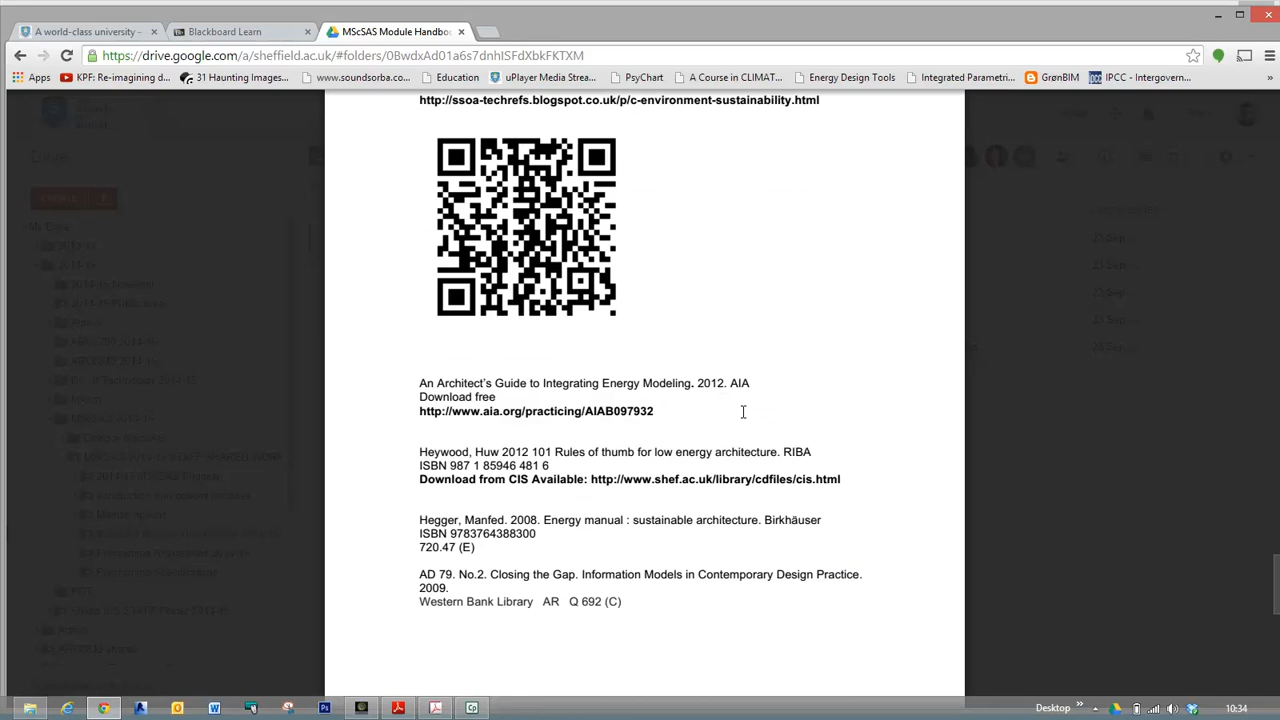 A world-class university -
Blackboard Learn
MScSAS Module Handbo
https://drive.google.com/a/sheffield.ac.uk/#folders/0BwdxAd01a6s7dnhISFdXbkFKTXM
Apps KPF: Re-imagining d... 31 Haunting Images... www.soundsorba.co... Education uPlayer Media Strea... PsyChart A Course in CLIMAT... Energy Design Tools Integrated Parametri... GrønBIM IPCC - Intergovern...
http://ssoa-techrefs.blogspot.co.uk/p/c-environment-sustainability.html
An Architect's Guide to Integrating Energy Modeling. 2012. AIA
Download free
http://www.aia.org/practicing/AIAB097932
Heywood, Huw 2012 101 Rules of thumb for low energy architecture. RIBA
ISBN 987 1 85946 481 6
Download from CIS Available: http://www.shef.ac.uk/library/cdfiles/cis.html
Hegger, Manfed. 2008. Energy manual : sustainable architecture. Birkhäuser
ISBN 9783764388300
720.47 (E)
AD 79. No.2. Closing the Gap. Information Models in Contemporary Design Practice.
2009.
Western Bank Library AR Q 692 (C)
Desktop
10:34